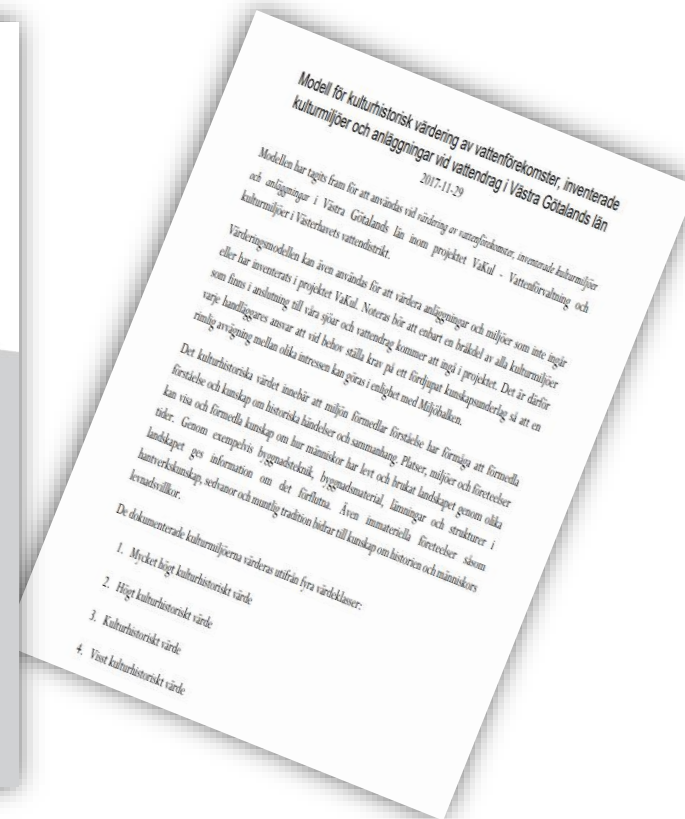 Modell för kulturhistorisk värdering av vattenförekomster, inventerade
kulturmiljöer och anläggningar vid vattendrag i Västra Götalands län
2017-11-29
Modellen har tagits fram för att användas vid värdering av vattenförekomster, inventerade kulturmiljöer
och anläggningar i Västra Götalands län inom projektet VaKul - Vattenförvaltning och
kulturmiljöer i Västerhavets vattendistrikt.
Värderingsmodellen kan även användas för att värdera anläggningar och miljöer som inte ingår
eller har inventerats i projektet VaKul. Noteras bör att enbart en bråkdel av alla kulturmiljöer
som finns i anslutning till våra sjöar och vattendrag kommer att ingå i projektet. Det är därför
varje handläggares ansvar att vid behov ställa krav på ett fördjupat kunskapsunderlag så att en
rimlig avvägning mellan olika intressen kan göras i enlighet med Miljöbalken.
Det kulturhistoriska värdet innebär att miljön förmedlar förståelse har förmåga att förmedla
förståelse och kunskap om historiska händelser och sammanhang. Platser, miljöer och företeelser
kan visa och förmedla kunskap om hur människor har levt och brukat landskapet genom olika
tider. Genom exempelvis byggnadsteknik, byggnadsmaterial, lämningar och strukturer i
landskapet ges information om det förflutna. Även immateriella företeelser såsom
hantverkskunskap, sedvanor och muntlig tradition bidrar till kunskap om historien och människors
levnadsvillkor.
De dokumenterade kulturmiljöerna värderas utifrån fyra värdeklasser:
1. Mycket högt kulturhistoriskt värde
2. Högt kulturhistoriskt värde
3. Kulturhistoriskt värde
4. Visst kulturhistoriskt värde